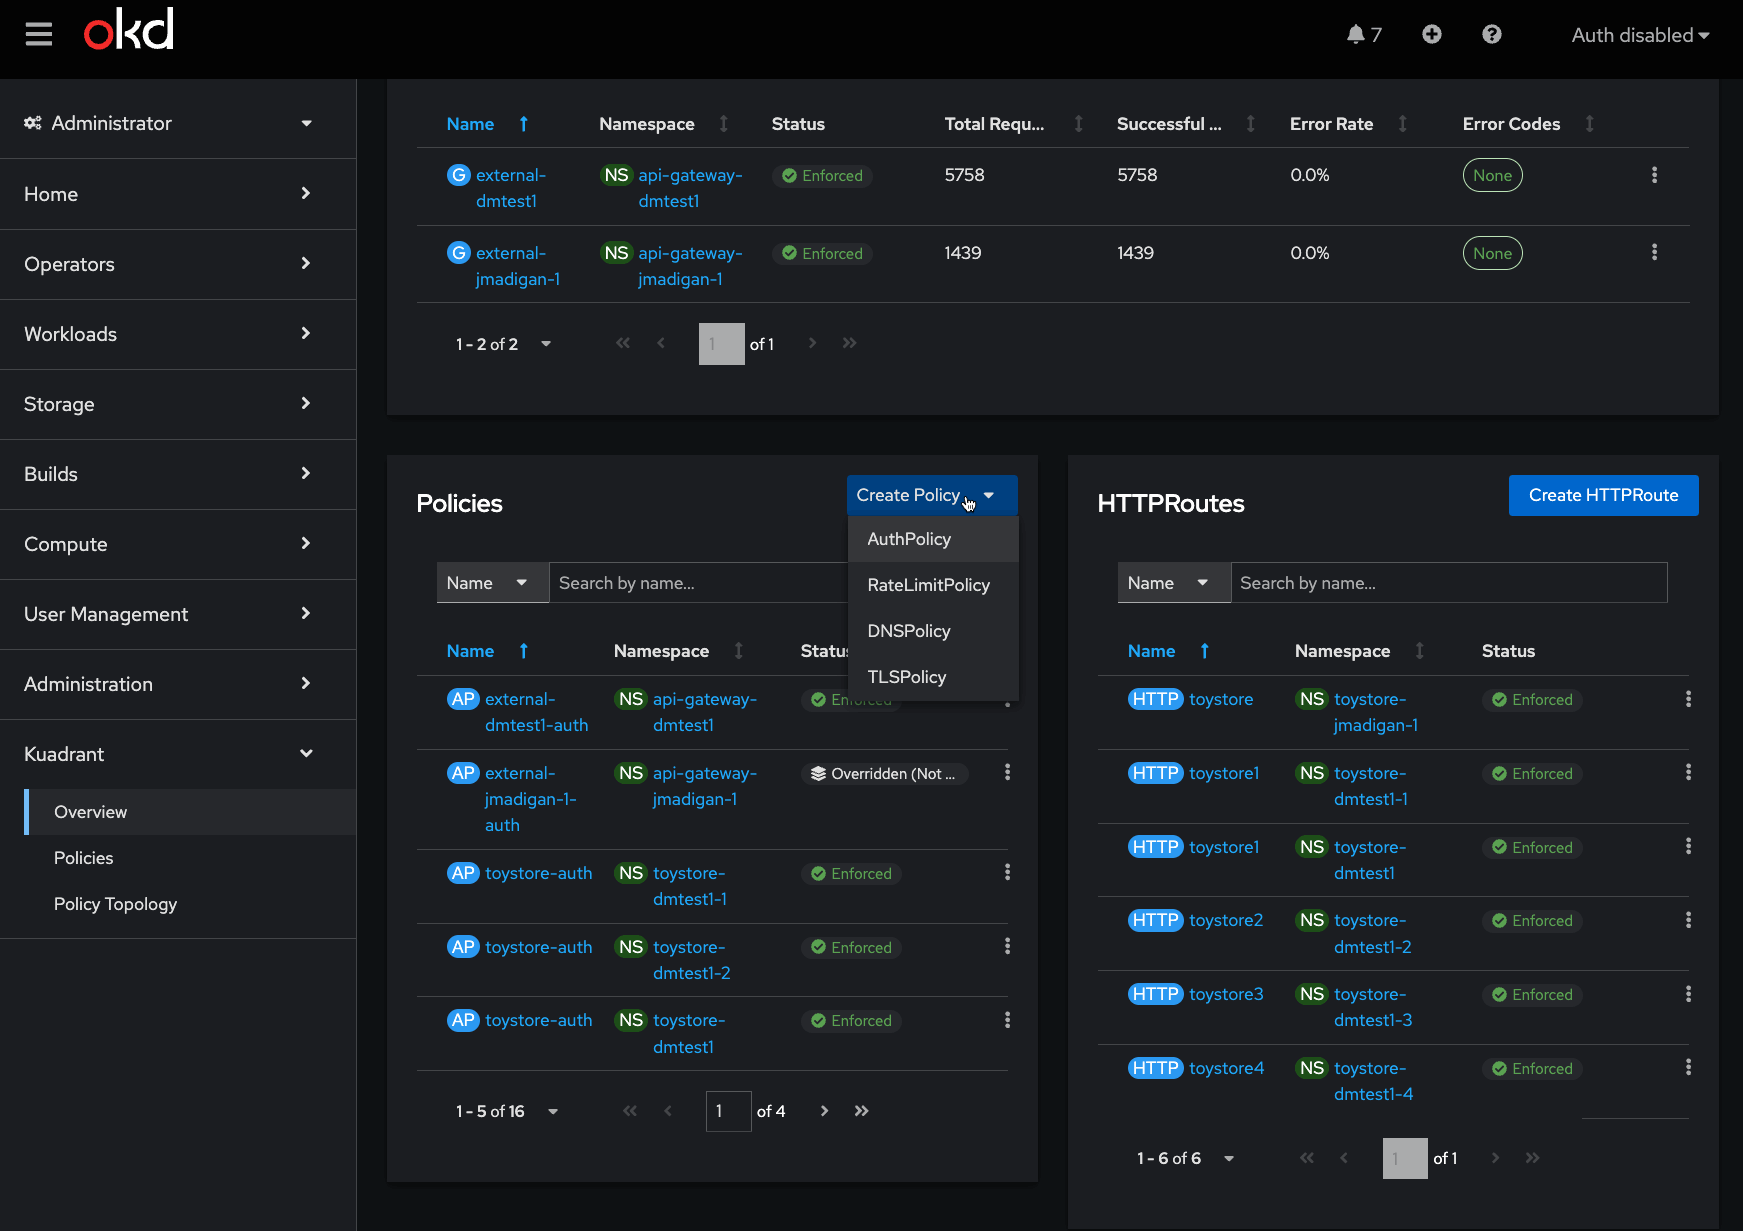 okd
7
Auth disabled
Administrator
Home
Operators
Workloads
Storage
Builds
Compute
User Management
Administration
Kuadrant
Overview
Policies
Policy Topology
Name Namespace Status Total Requ... Successful ... Error Rate Error Codes
G external-dmtest1 NS api-gateway-dmtest1 Enforced 5758 5758 0.0% None
G external-jmadigan-1 NS api-gateway-jmadigan-1 Enforced 1439 1439 0.0% None
1 - 2 of 2 1 of 1
Policies
Create Policy
AuthPolicy
RateLimitPolicy
DNSPolicy
TLSPolicy
Name Search by name...
Name Namespace Status
AP external-dmtest1-auth NS api-gateway-dmtest1 Enforced
AP external-jmadigan-1-auth NS api-gateway-jmadigan-1 Overridden (Not ...
AP toystore-auth NS toystore-dmtest1-1 Enforced
AP toystore-auth NS toystore-dmtest1-2 Enforced
AP toystore-auth NS toystore-dmtest1 Enforced
1 - 5 of 16 1 of 4
HTTPRoutes
Create HTTPRoute
Name Search by name...
Name Namespace Status
HTTP toystore NS toystore-jmadigan-1 Enforced
HTTP toystore1 NS toystore-dmtest1-1 Enforced
HTTP toystore1 NS toystore-dmtest1 Enforced
HTTP toystore2 NS toystore-dmtest1-2 Enforced
HTTP toystore3 NS toystore-dmtest1-3 Enforced
HTTP toystore4 NS toystore-dmtest1-4 Enforced
1 - 6 of 6 1 of 1